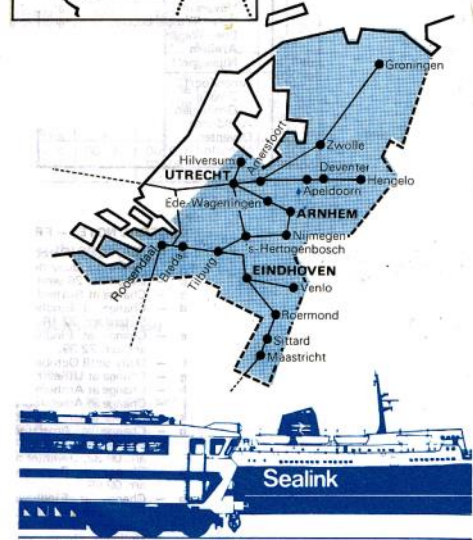 Groningen
Zwolle
Amersfoort
Hilversum
UTRECHT
Deventer
Hengelo
Apeldoorn
Ede-Wageningen
ARNHEM
Nijmegen
's-Hertogenbosch
Roosendaal
Breda
Tilburg
EINDHOVEN
Venlo
Roermond
Sittard
Maastricht
Sealink